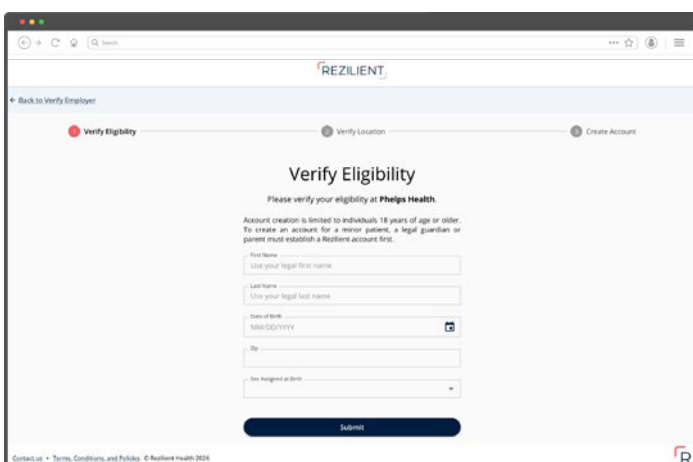 Search
REZILIENT
← Back to Verify Employer
1 Verify Eligibility
2 Verify Location
3 Create Account
Verify Eligibility
Please verify your eligibility at Phelps Health.
Account creation is limited to individuals 18 years of age or older.
To create an account for a minor patient, a legal guardian or
parent must establish a Rezilient account first.
First Name
Use your legal first name
Last Name
Use your legal last name
Date of Birth
MM/DD/YYYY
Zip
Sex Assigned at Birth
Submit
Contact us • Terms, Conditions, and Policies © Rezilient Health 2026
R